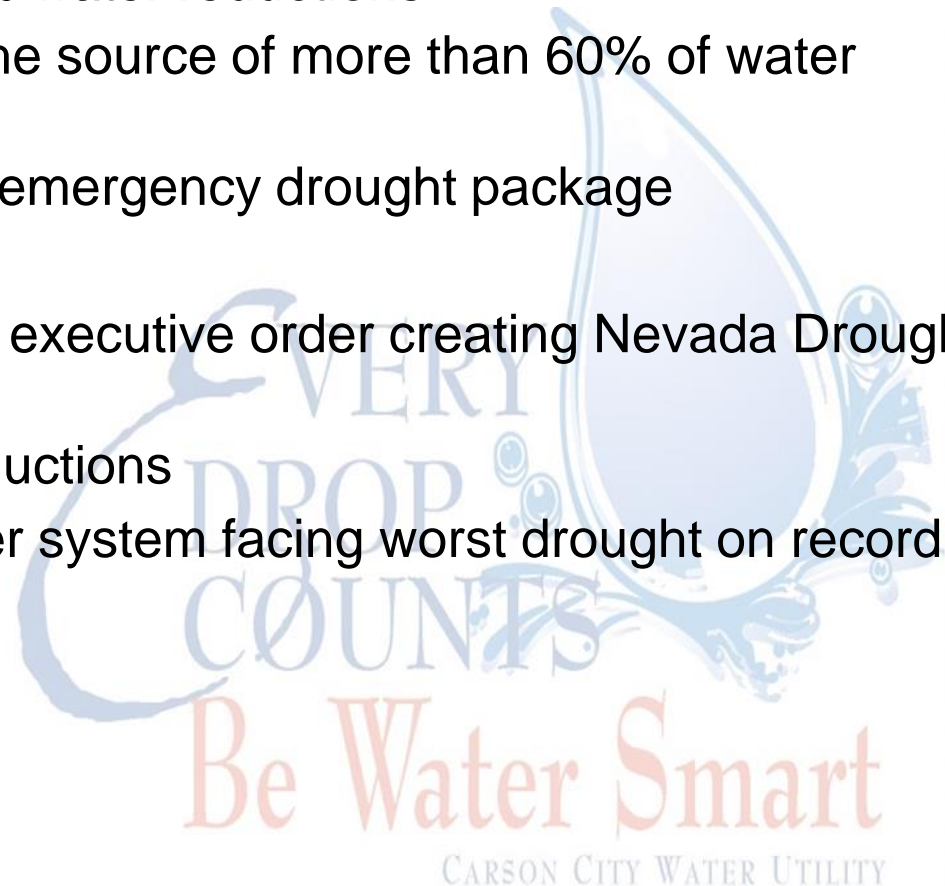 he source of more than 60% of water
emergency drought package
executive order creating Nevada Drough
uctions
er system facing worst drought on record
EVERY
DROP
COUNTS
Be Water Smart
CARSON CITY WATER UTILITY